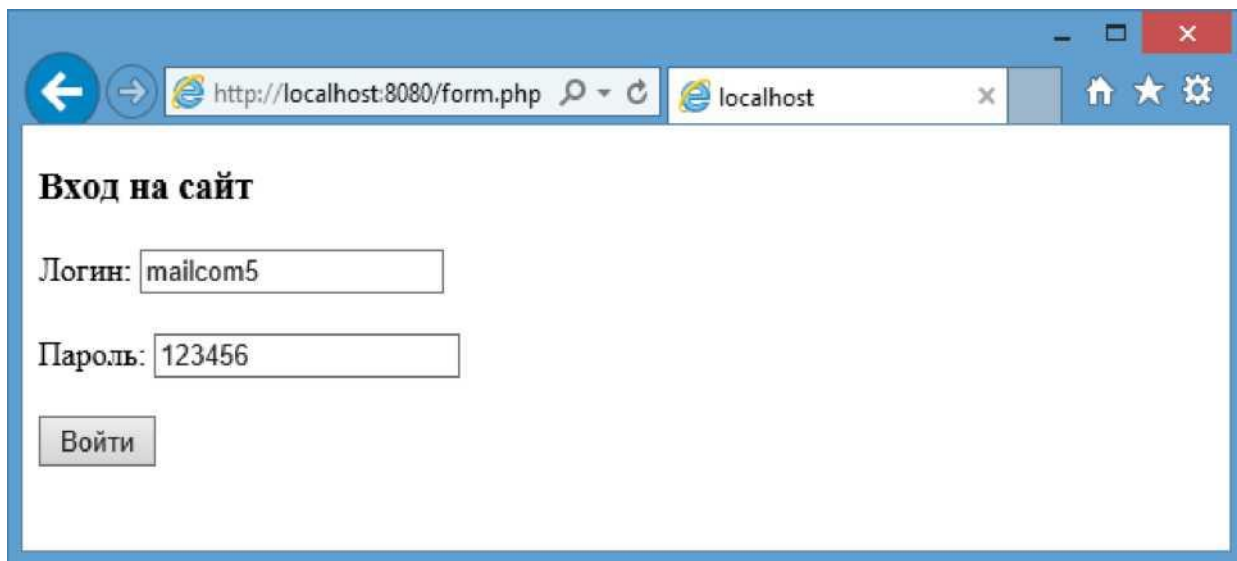 http://localhost:8080/form.php localhost
Вход на сайт
Логин: mailcom5
Пароль: 123456
Войти